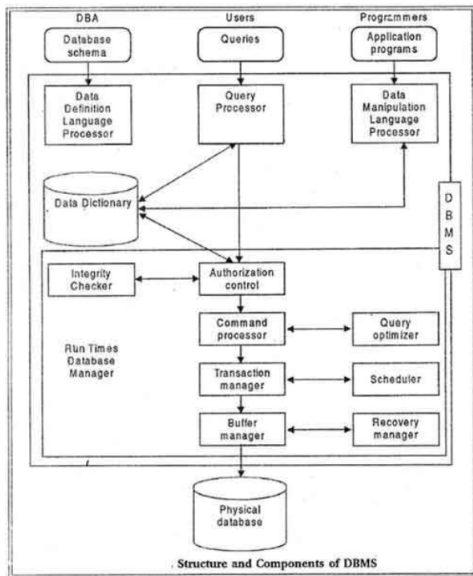 DBA
Users
Programmers
Database
schema
Queries
Application
programs
Data
Definition
Language
Processor
Query
Processor
Data
Manipulation
Language
Processor
Data Dictionary
D
B
M
S
Integrity
Checker
Authorization
control
Command
processor
Query
optimizer
Run Times
Database
Manager
Transaction
manager
Scheduler
Buffer
manager
Recovery
manager
Physical
database
Structure and Components of DBMS